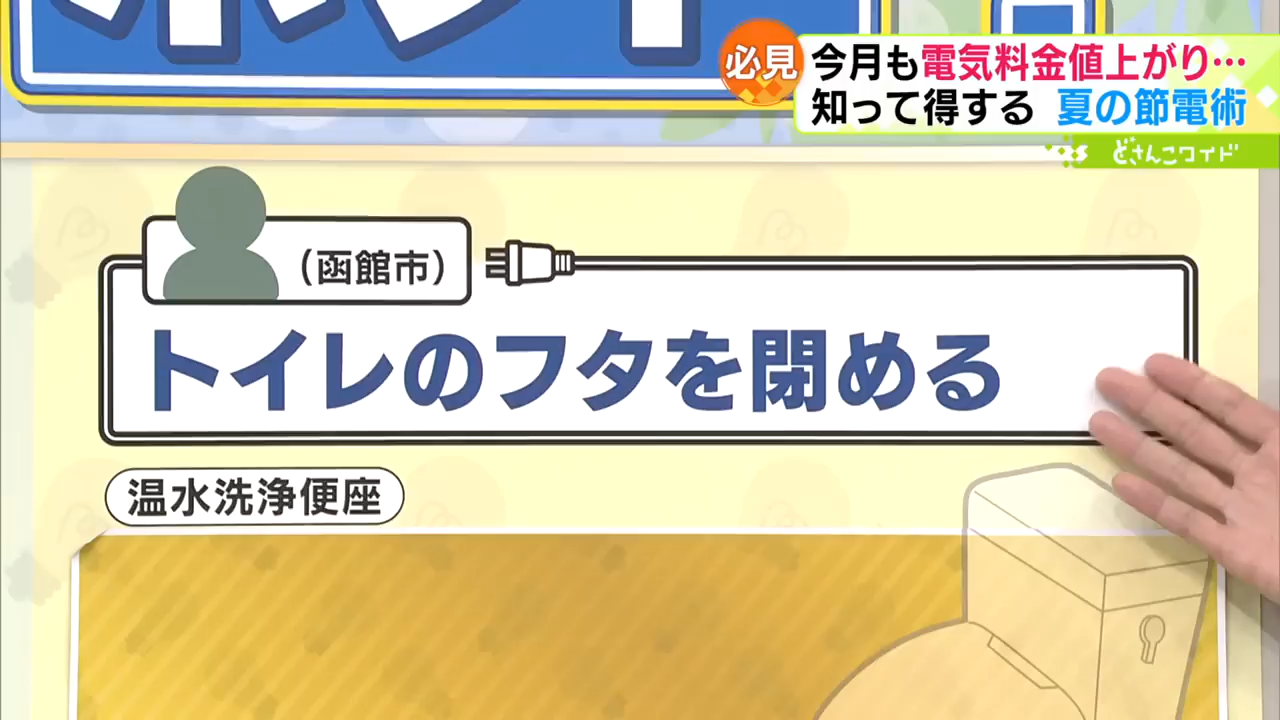 必見
今月も電気料金値上がり…
知って得する 夏の節電術
どさんこワイド
(函館市)
トイレのフタを閉める
温水洗浄便座